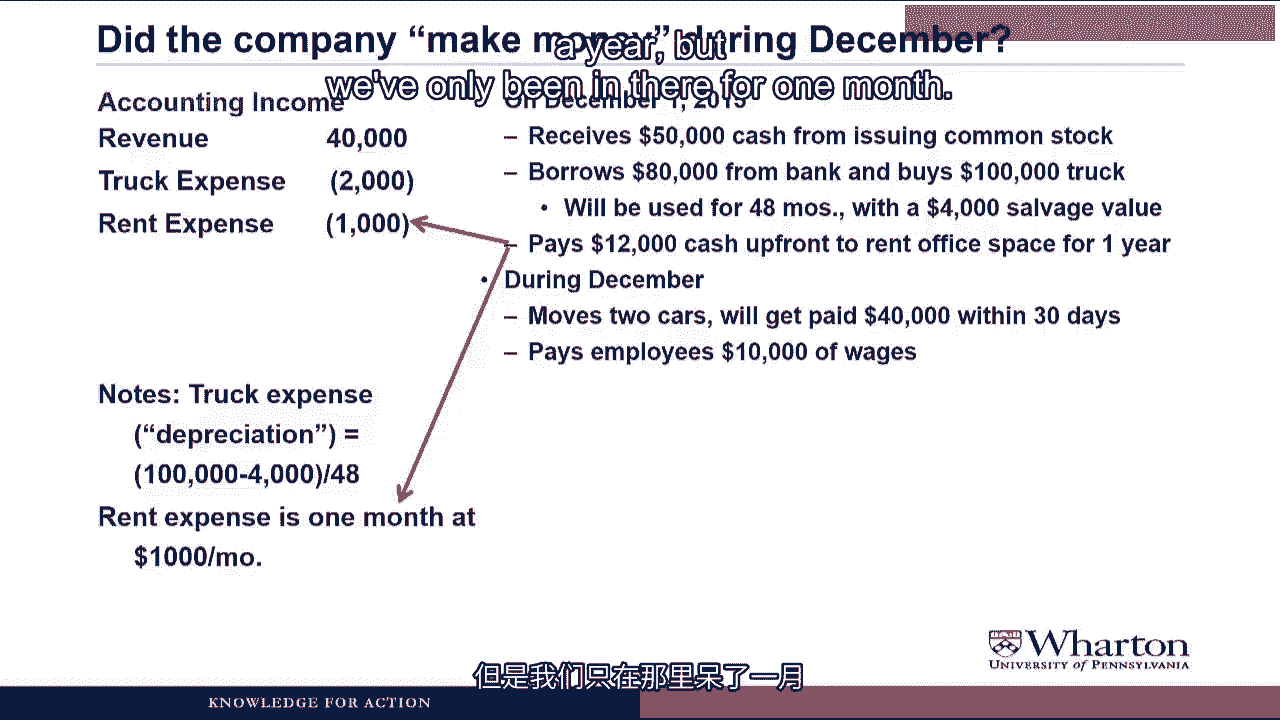 Did the company “make money” during December?
a year, but
we've only been in there for one month.
Accounting Income
Revenue 40,000
Truck Expense (2,000)
Rent Expense (1,000)
Notes: Truck expense
(“depreciation”) =
(100,000-4,000)/48
Rent expense is one month at
$1000/mo.
On December 1, 2015
– Receives $50,000 cash from issuing common stock
– Borrows $80,000 from bank and buys $100,000 truck
• Will be used for 48 mos., with a $4,000 salvage value
– Pays $12,000 cash upfront to rent office space for 1 year
• During December
– Moves two cars, will get paid $40,000 within 30 days
– Pays employees $10,000 of wages
Wharton
UNIVERSITY OF PENNSYLVANIA
但是我们只在那里呆了一月
KNOWLEDGE FOR ACTION